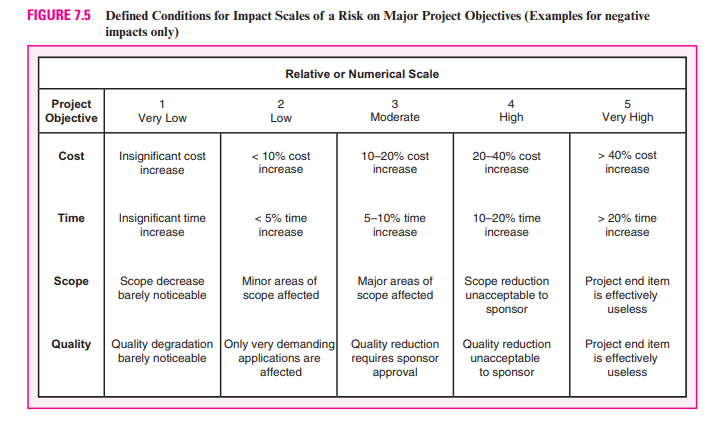 FIGURE 7.5 Defined Conditions for Impact Scales of a Risk on Major Project Objectives (Examples for negative
impacts only)
Relative or Numerical Scale
Project
Objective
1
Very Low
2
Low
3
Moderate
4
High
5
Very High
Cost
Insignificant cost
increase
< 10% cost
increase
10–20% cost
increase
20–40% cost
increase
> 40% cost
increase
Time
Insignificant time
increase
< 5% time
increase
5–10% time
increase
10–20% time
increase
> 20% time
increase
Scope
Scope decrease
barely noticeable
Minor areas of
scope affected
Major areas of
scope affected
Scope reduction
unacceptable to
sponsor
Project end item
is effectively
useless
Quality
Quality degradation
barely noticeable
Only very demanding
applications are
affected
Quality reduction
requires sponsor
approval
Quality reduction
unacceptable
to sponsor
Project end item
is effectively
useless